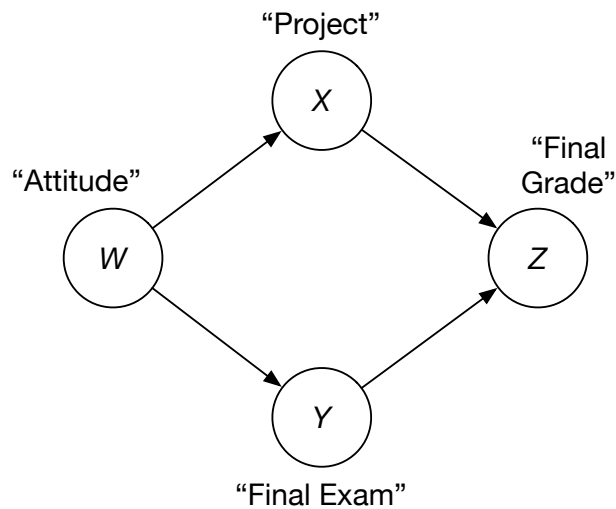 “Project”
X
“Final
Grade”
“Attitude”
W
Z
Y
“Final Exam”